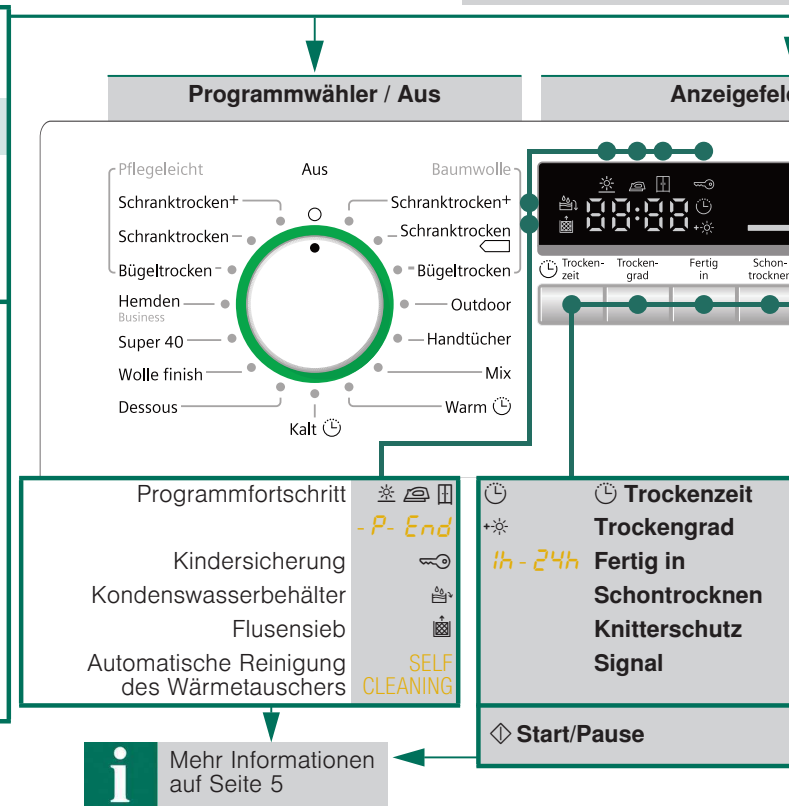 Programmwähler / Aus
Anzeigefeld
Pflegeleicht
Aus
Baumwolle
Schranktrocken+
Schranktrocken
Bügeltrocken
Hemden
Business
Super 40
Wolle finish
Dessous
Kalt
Schranktrocken+
Schranktrocken
Bügeltrocken
Outdoor
Handtücher
Mix
Warm
88:88
Trocken-
zeit
Trocken-
grad
Fertig
in
Schon-
trocknen
Programmfortschritt
-P- End
Kindersicherung
Kondenswasserbehälter
Flusensieb
Automatische Reinigung
des Wärmetauschers
SELF
CLEANING
Trockenzeit
Trockengrad
1h - 24h Fertig in
Schontrocknen
Knitterschutz
Signal
Start/Pause
i
Mehr Informationen
auf Seite 5